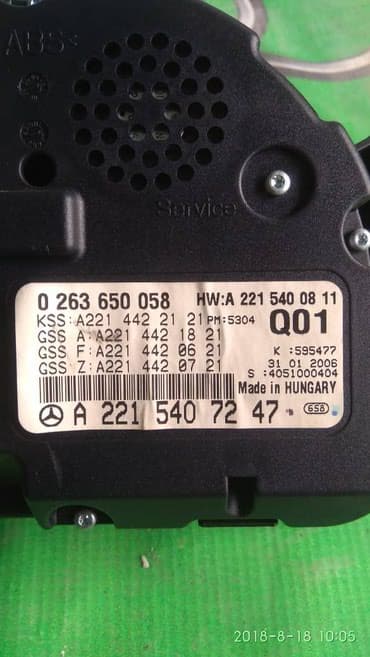 ABS
Service
0 263 650 058 HW:A 221 540 08 11
KSS:A221 442 21 21 PM:5304 Q01
GSS A:A221 442 18 21
GSS F:A221 442 06 21 K :595477
GSS Z:A221 442 07 21 31 01 2006
S :4051000404
Made in HUNGARY
A 221 540 72 47 658
2018-8-18 10:05